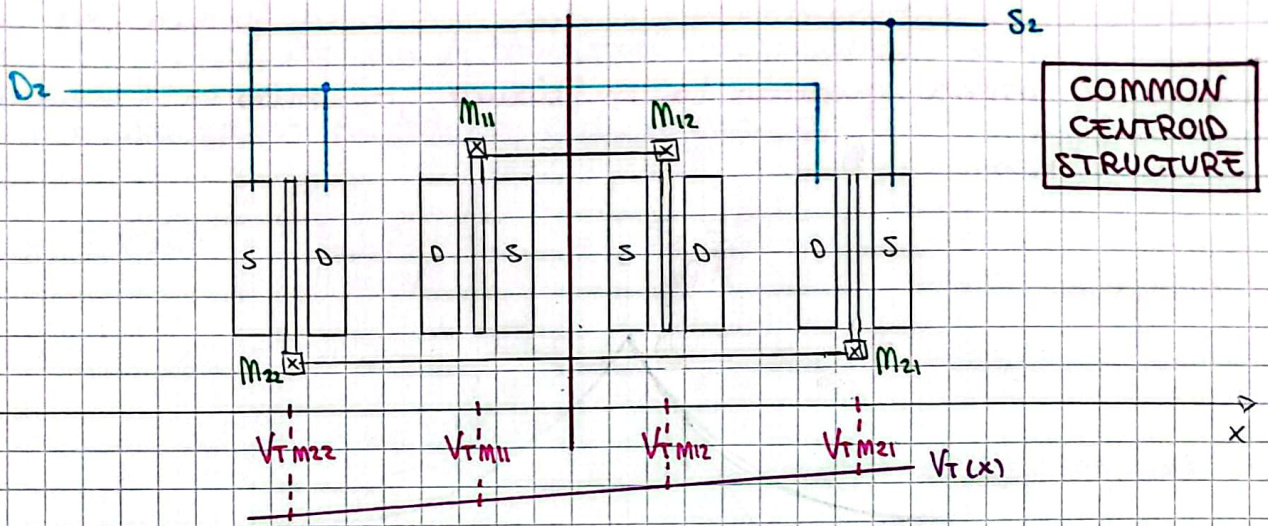 S2
D2
COMMON
CENTROID
STRUCTURE
M11 M12
S D D S S D D S
M22 M21
X
VTM22 VTM11 VTM12 VTM21
VT(X)